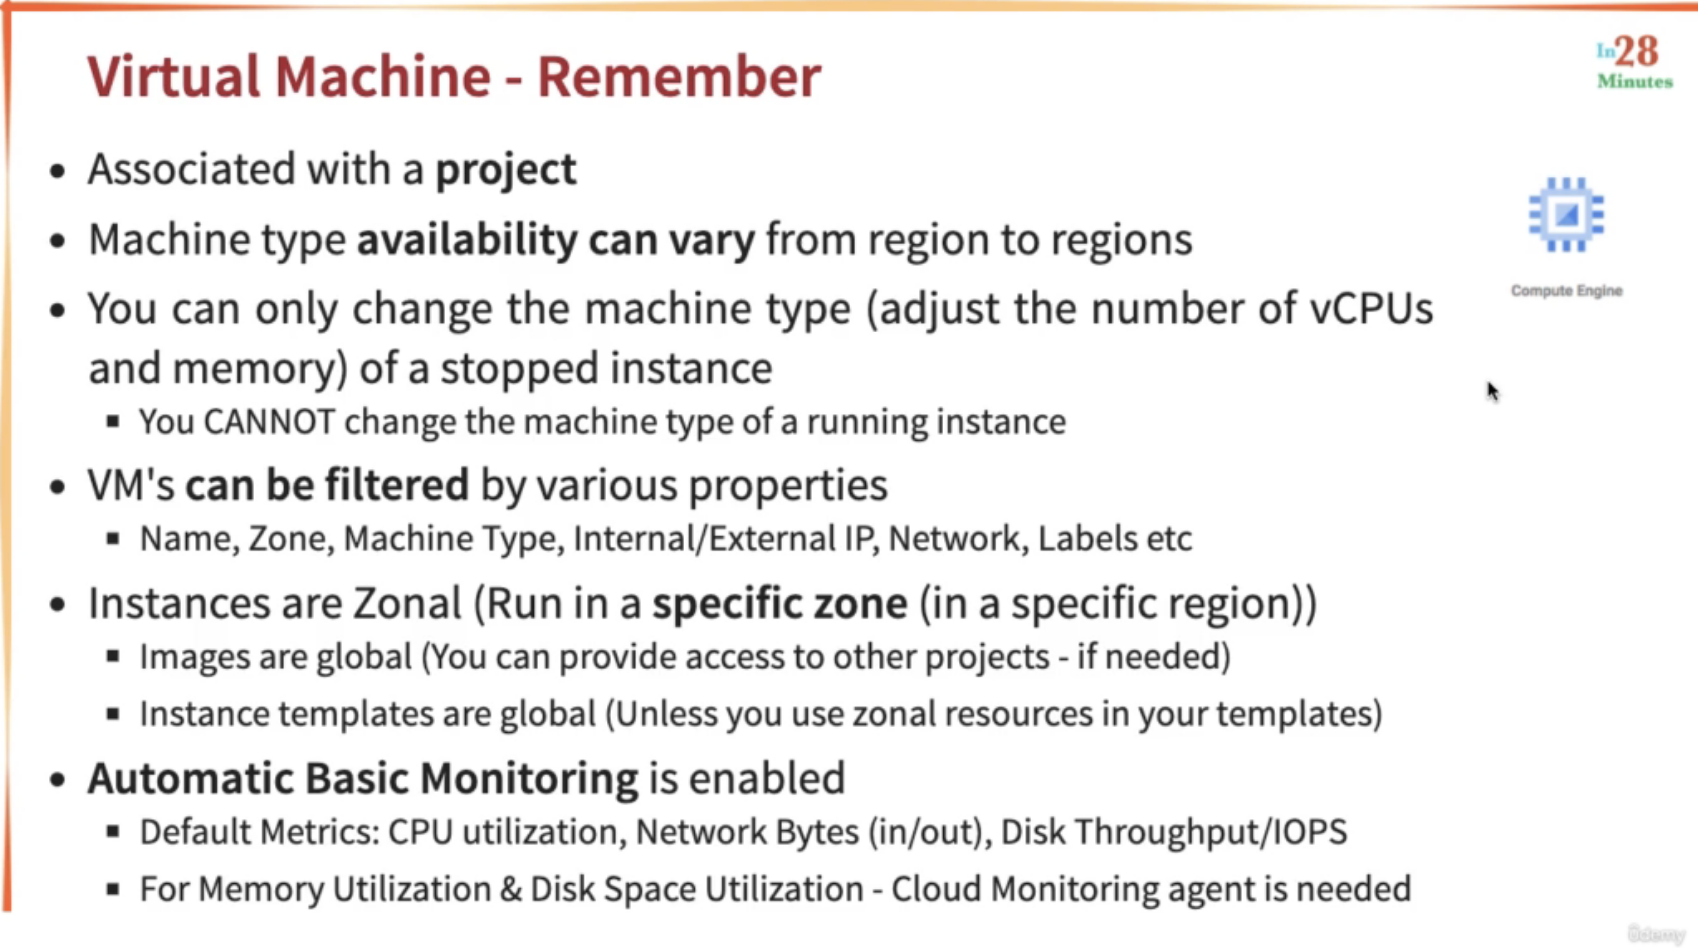 Virtual Machine - Remember
In28
Minutes
• Associated with a project
• Machine type availability can vary from region to regions
• You can only change the machine type (adjust the number of vCPUs
and memory) of a stopped instance
▪ You CANNOT change the machine type of a running instance
• VM's can be filtered by various properties
▪ Name, Zone, Machine Type, Internal/External IP, Network, Labels etc
• Instances are Zonal (Run in a specific zone (in a specific region))
▪ Images are global (You can provide access to other projects - if needed)
▪ Instance templates are global (Unless you use zonal resources in your templates)
• Automatic Basic Monitoring is enabled
▪ Default Metrics: CPU utilization, Network Bytes (in/out), Disk Throughput/IOPS
▪ For Memory Utilization & Disk Space Utilization - Cloud Monitoring agent is needed
Compute Engine
Udemy